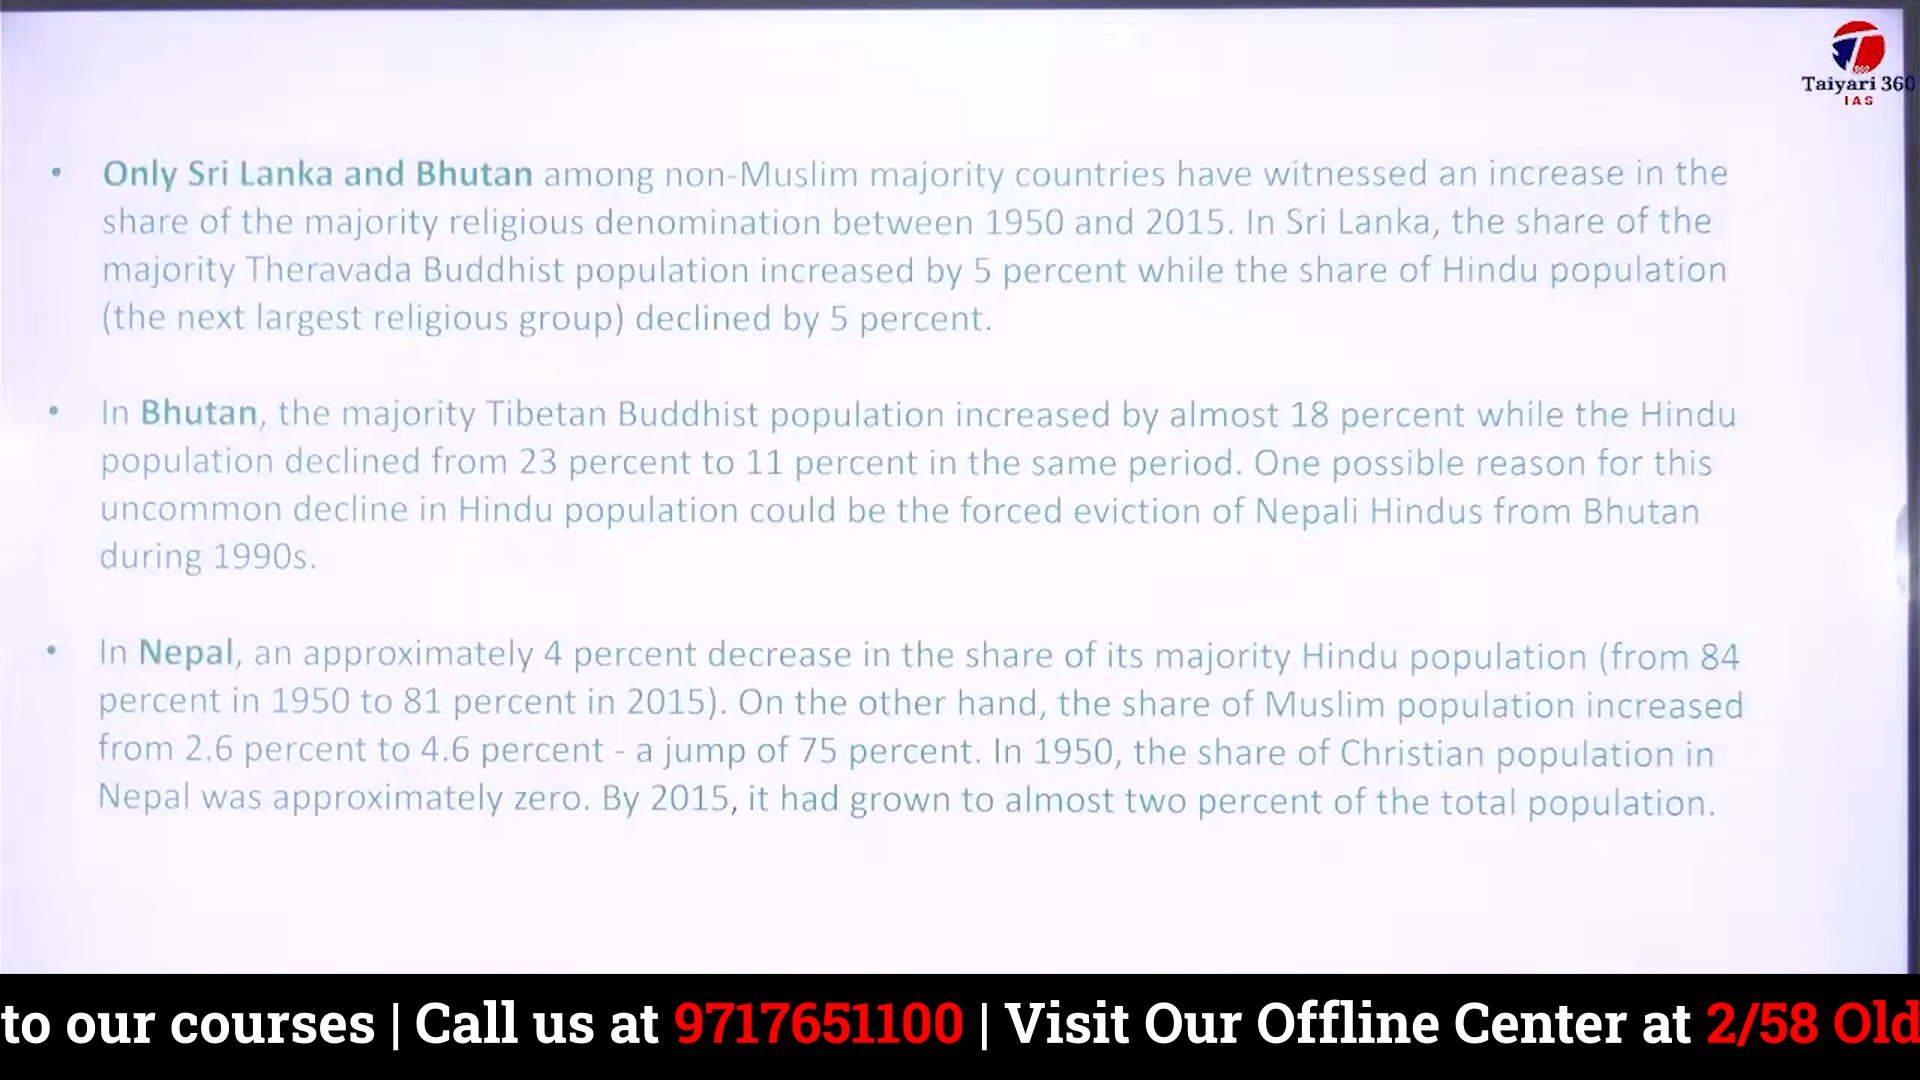 Taiyari 360
IAS
• Only Sri Lanka and Bhutan among non-Muslim majority countries have witnessed an increase in the
share of the majority religious denomination between 1950 and 2015. In Sri Lanka, the share of the
majority Theravada Buddhist population increased by 5 percent while the share of Hindu population
(the next largest religious group) declined by 5 percent.
• In Bhutan, the majority Tibetan Buddhist population increased by almost 18 percent while the Hindu
population declined from 23 percent to 11 percent in the same period. One possible reason for this
uncommon decline in Hindu population could be the forced eviction of Nepali Hindus from Bhutan
during 1990s.
• In Nepal, an approximately 4 percent decrease in the share of its majority Hindu population (from 84
percent in 1950 to 81 percent in 2015). On the other hand, the share of Muslim population increased
from 2.6 percent to 4.6 percent - a jump of 75 percent. In 1950, the share of Christian population in
Nepal was approximately zero. By 2015, it had grown to almost two percent of the total population.
to our courses | Call us at 9717651100 | Visit Our Offline Center at 2/58 Old